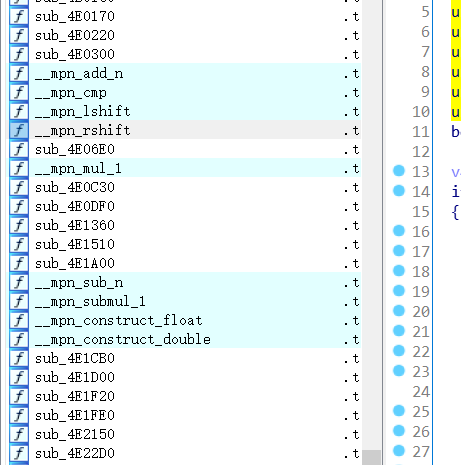 sub_4E0170 .t
sub_4E0220 .t
sub_4E0300 .t
__mpn_add_n .t
__mpn_cmp .t
__mpn_lshift .t
__mpn_rshift .t
sub_4E06E0 .t
__mpn_mul_1 .t
sub_4E0C30 .t
sub_4E0DF0 .t
sub_4E1360 .t
sub_4E1510 .t
sub_4E1A00 .t
__mpn_sub_n .t
__mpn_submul_1 .t
__mpn_construct_float .t
__mpn_construct_double .t
sub_4E1CB0 .t
sub_4E1D00 .t
sub_4E1F20 .t
sub_4E1FE0 .t
sub_4E2150 .t
sub_4E22D0 .t
5 u
6 u
7 u
8 u
9 u
10 u
11 b
12
13 v
14 i
15 {
16
17
18
19
20
21
22
23
24
25
26
27